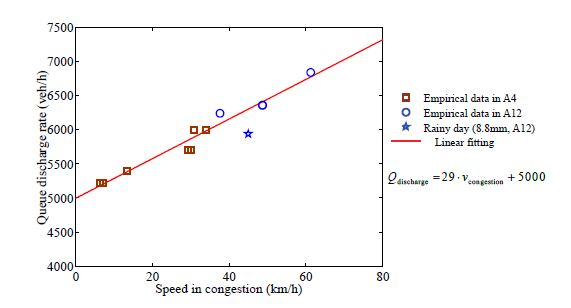 7500
7000
6500
6000
5500
5000
4500
4000
0
20
40
60
80
Queue discharge rate (veh/h)
Speed in congestion (km/h)
Empirical data in A4
Empirical data in A12
Rainy day (8.8mm, A12)
Linear fitting
Q discharge = 29 · v congestion + 5000